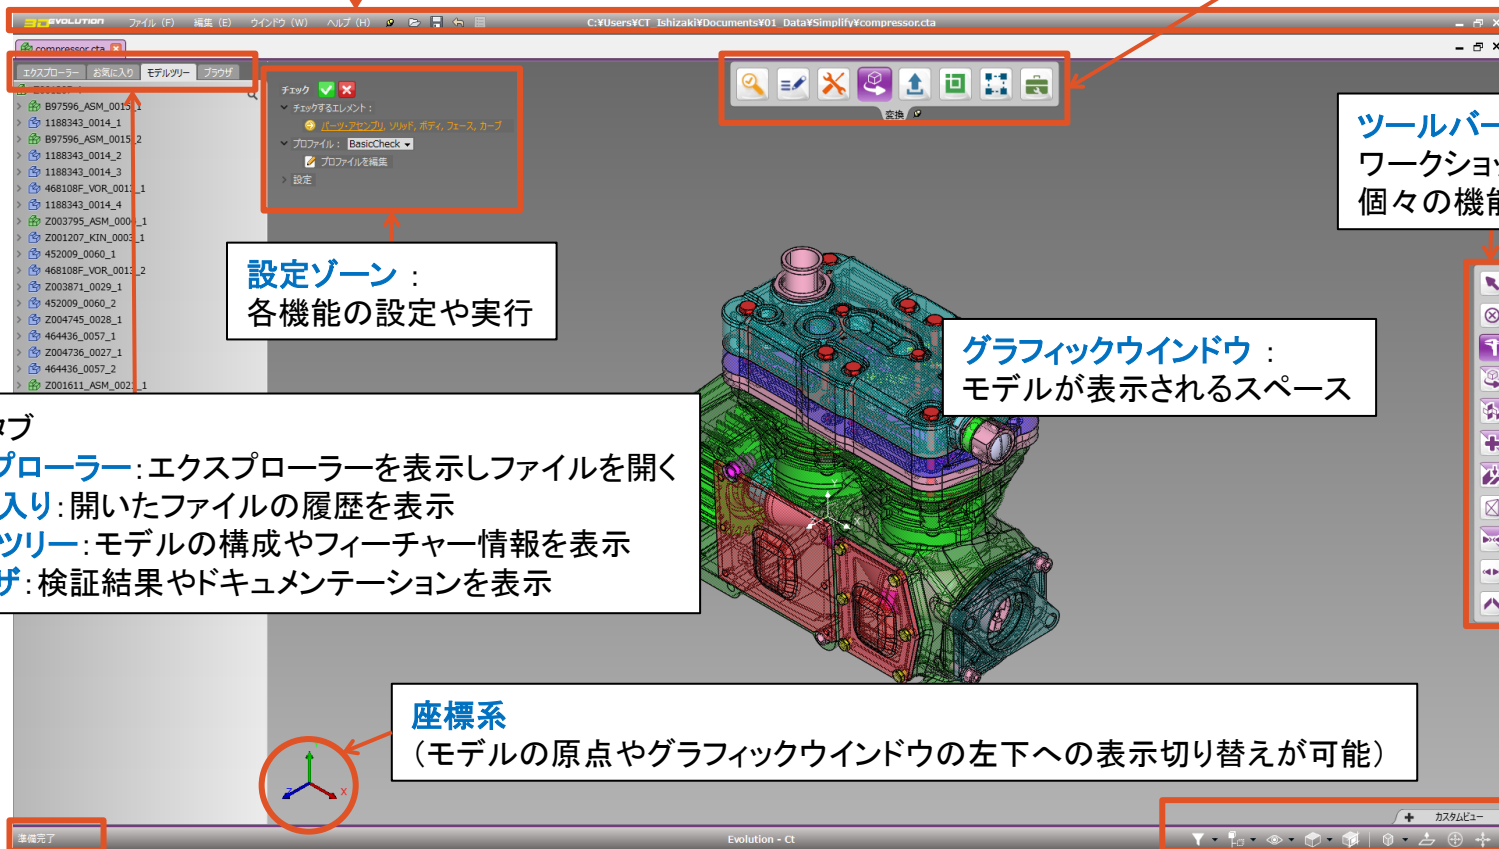 3DEVOLUTION ファイル (F) 編集 (E) ウインドウ (W) ヘルプ (H) C:¥Users¥CT_Ishizaki¥Documents¥01_Data¥Simplify¥compressor.cta
compressor.cta
エクスプローラー お気に入り モデルツリー ブラウザ
B97596_ASM_0015_1
1188343_0014_1
B97596_ASM_0015_2
1188343_0014_2
1188343_0014_3
468108F_VOR_0013_1
1188343_0014_4
Z003795_ASM_0004_1
Z001207_KIN_0003_1
452009_0060_1
468108F_VOR_0013_2
Z003871_0029_1
452009_0060_2
Z004745_0028_1
464436_0057_1
Z004736_0027_1
464436_0057_2
Z001611_ASM_0021_1
チェック
チェックするエレメント :
パーツ・アセンブリ, ソリッド, ボディ, フェース, カーブ
プロファイル : BasicCheck
プロファイルを編集
設定
変換
ツールバー
ワークショッ
個々の機能
設定ゾーン :
各機能の設定や実行
グラフィックウインドウ :
モデルが表示されるスペース
タブ
プローラー:エクスプローラーを表示しファイルを開く
入り:開いたファイルの履歴を表示
ツリー:モデルの構成やフィーチャー情報を表示
ザ:検証結果やドキュメンテーションを表示
Y
X
座標系
(モデルの原点やグラフィックウインドウの左下への表示切り替えが可能)
Z
X
カスタムビュー
準備完了
Evolution - Ct